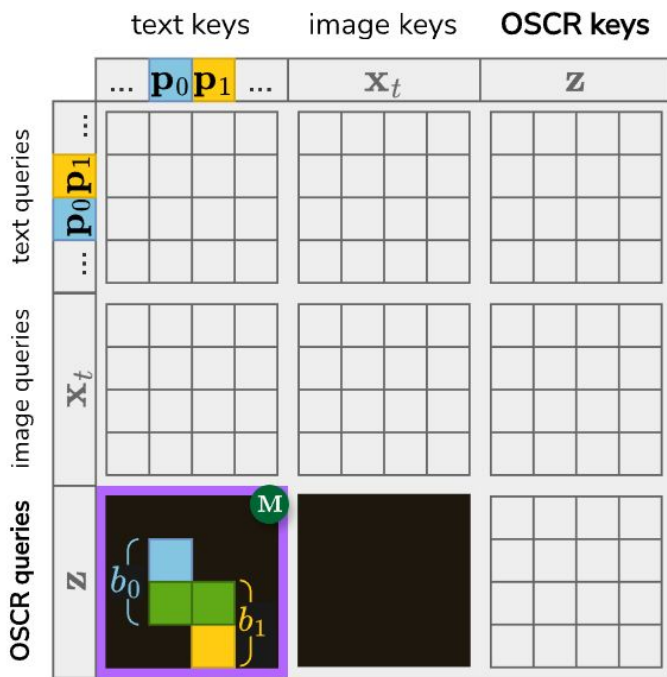 text keys image keys OSCR keys
... p₀ p₁ ... xₜ z
text queries
... p₀ p₁ ...
image queries
xₜ
OSCR queries
z
M
b₀
b₁